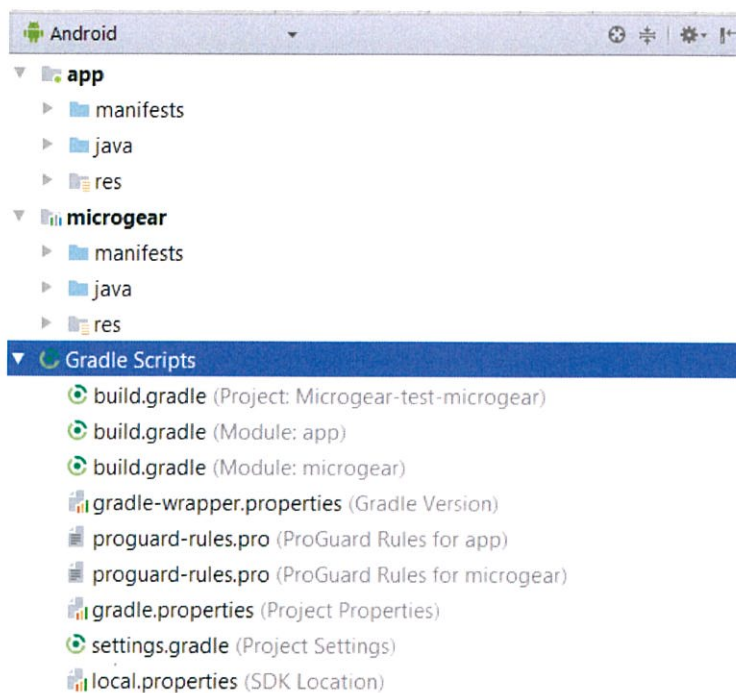 Android
app
manifests
java
res
microgear
manifests
java
res
Gradle Scripts
build.gradle (Project: Microgear-test-microgear)
build.gradle (Module: app)
build.gradle (Module: microgear)
gradle-wrapper.properties (Gradle Version)
proguard-rules.pro (ProGuard Rules for app)
proguard-rules.pro (ProGuard Rules for microgear)
gradle.properties (Project Properties)
settings.gradle (Project Settings)
local.properties (SDK Location)